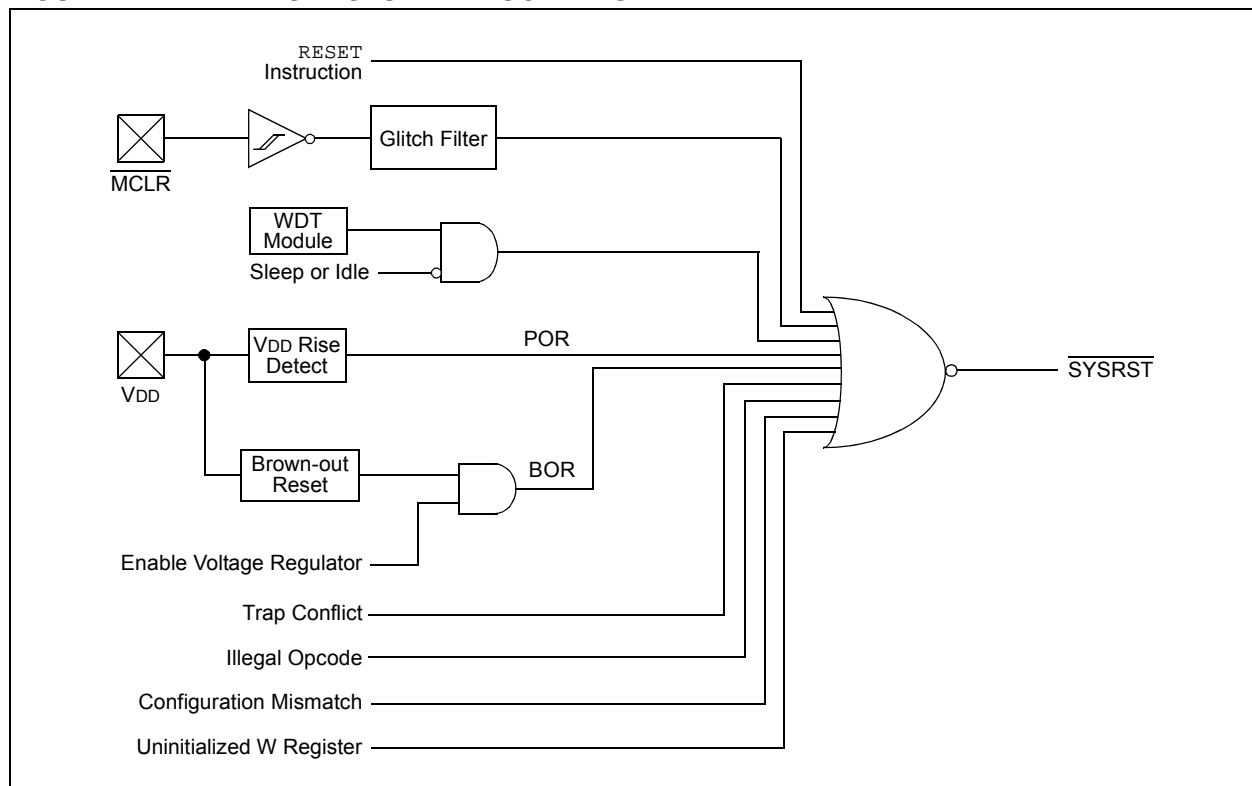 RESET
Instruction
Glitch Filter
MCLR
WDT
Module
Sleep or Idle
VDD Rise
Detect
POR
VDD
SYSRST
Brown-out
Reset
BOR
Enable Voltage Regulator
Trap Conflict
Illegal Opcode
Configuration Mismatch
Uninitialized W Register